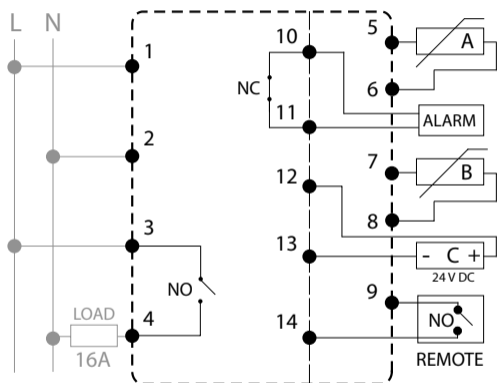 L N
1
2
3
NO
4
LOAD
16A
10
NC
11
12
13
14
5
A
6
ALARM
7
B
8
- C +
24 V DC
9
NO
REMOTE